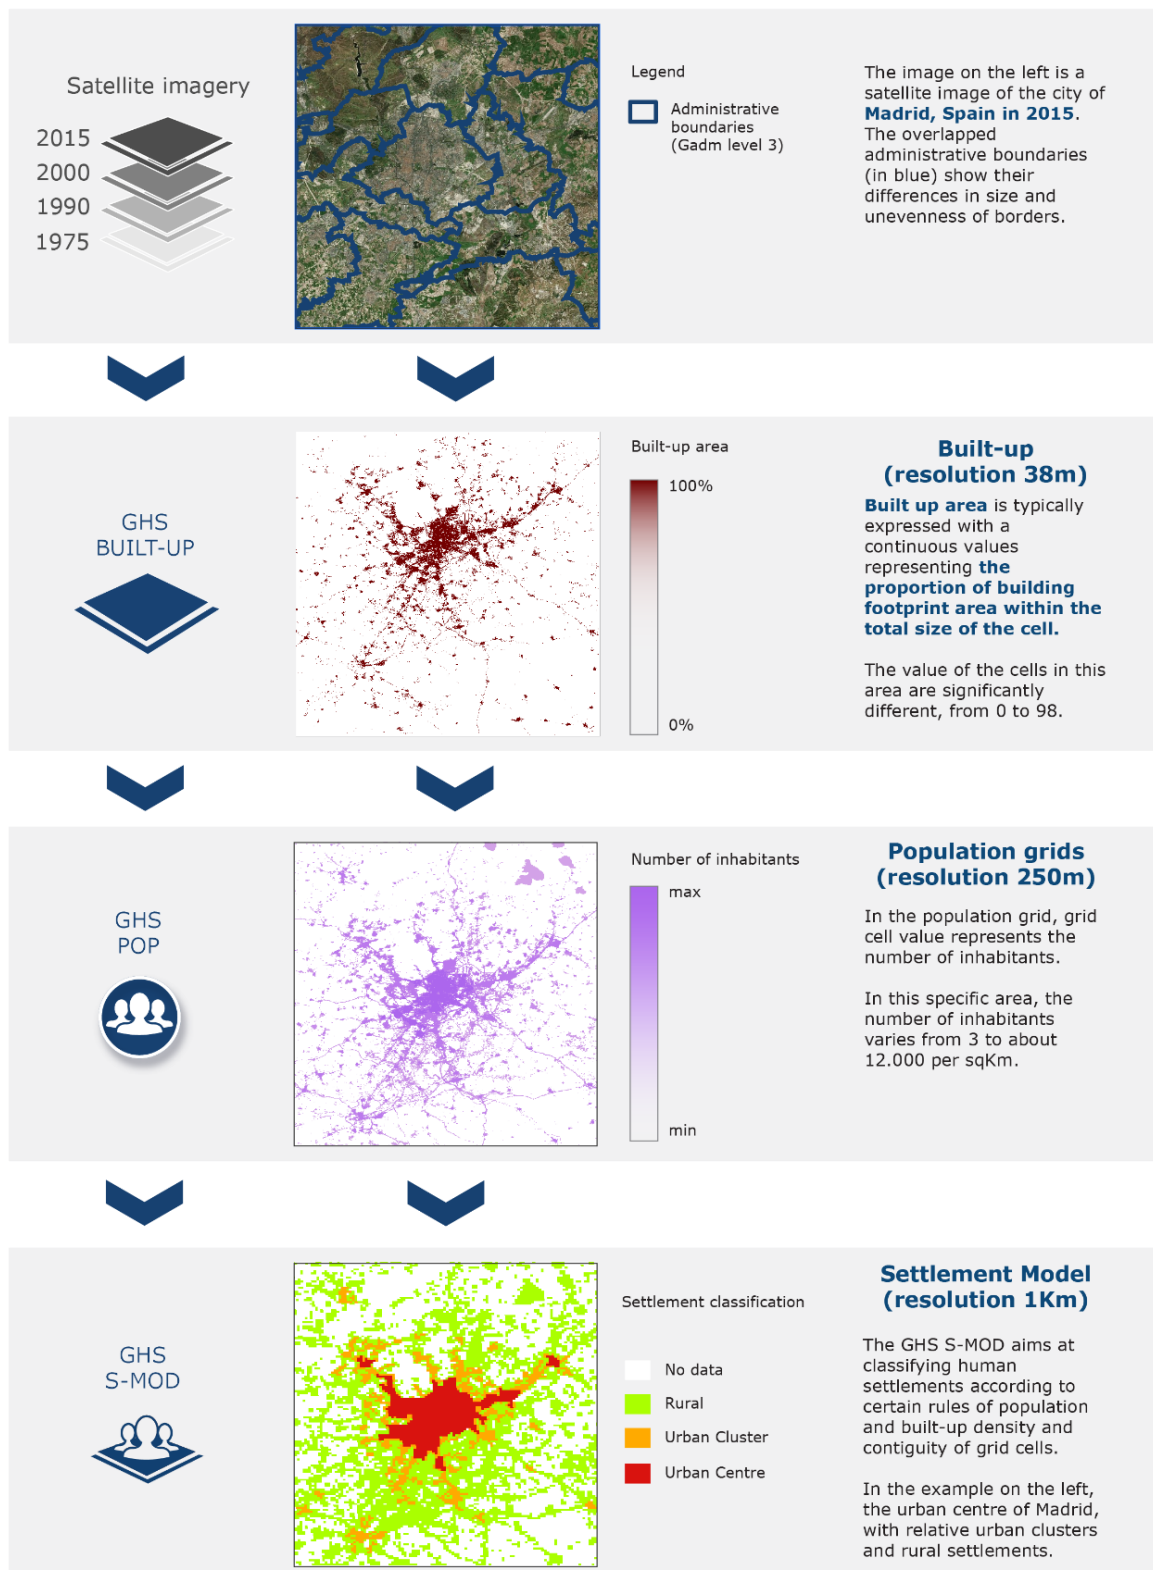 Satellite imagery
2015
2000
1990
1975
Legend
Administrative
boundaries
(Gadm level 3)
The image on the left is a
satellite image of the city of
Madrid, Spain in 2015.
The overlapped
administrative boundaries
(in blue) show their
differences in size and
unevenness of borders.
GHS
BUILT-UP
Built-up area
100%
0%
Built-up
(resolution 38m)
Built up area is typically
expressed with a
continuous values
representing the
proportion of building
footprint area within the
total size of the cell.
The value of the cells in this
area are significantly
different, from 0 to 98.
GHS
POP
Number of inhabitants
max
min
Population grids
(resolution 250m)
In the population grid, grid
cell value represents the
number of inhabitants.
In this specific area, the
number of inhabitants
varies from 3 to about
12.000 per sqKm.
GHS
S-MOD
Settlement classification
No data
Rural
Urban Cluster
Urban Centre
Settlement Model
(resolution 1Km)
The GHS S-MOD aims at
classifying human
settlements according to
certain rules of population
and built-up density and
contiguity of grid cells.
In the example on the left,
the urban centre of Madrid,
with relative urban clusters
and rural settlements.